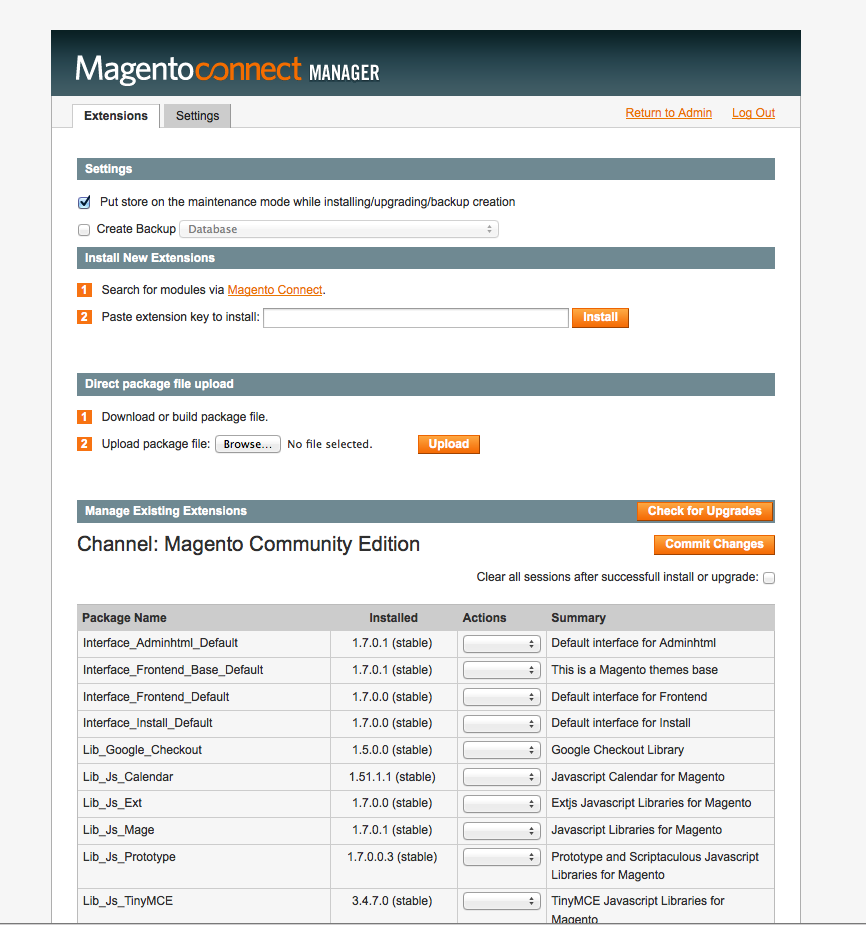 Magentoconnect MANAGER
Extensions Settings Return to Admin Log Out
Settings
Put store on the maintenance mode while installing/upgrading/backup creation
Create Backup Database
Install New Extensions
1 Search for modules via Magento Connect.
2 Paste extension key to install: Install
Direct package file upload
1 Download or build package file.
2 Upload package file: Browse... No file selected. Upload
Manage Existing Extensions Check for Upgrades
Channel: Magento Community Edition Commit Changes
Clear all sessions after successfull install or upgrade:
Package Name Installed Actions Summary
Interface_Adminhtml_Default 1.7.0.1 (stable) Default interface for Adminhtml
Interface_Frontend_Base_Default 1.7.0.1 (stable) This is a Magento themes base
Interface_Frontend_Default 1.7.0.0 (stable) Default interface for Frontend
Interface_Install_Default 1.7.0.0 (stable) Default interface for Install
Lib_Google_Checkout 1.5.0.0 (stable) Google Checkout Library
Lib_Js_Calendar 1.51.1.1 (stable) Javascript Calendar for Magento
Lib_Js_Ext 1.7.0.0 (stable) Extjs Javascript Libraries for Magento
Lib_Js_Mage 1.7.0.1 (stable) Javascript Libraries for Magento
Lib_Js_Prototype 1.7.0.0.3 (stable) Prototype and Scriptaculous Javascript
Libraries for Magento
Lib_Js_TinyMCE 3.4.7.0 (stable) TinyMCE Javascript Libraries for
Magento